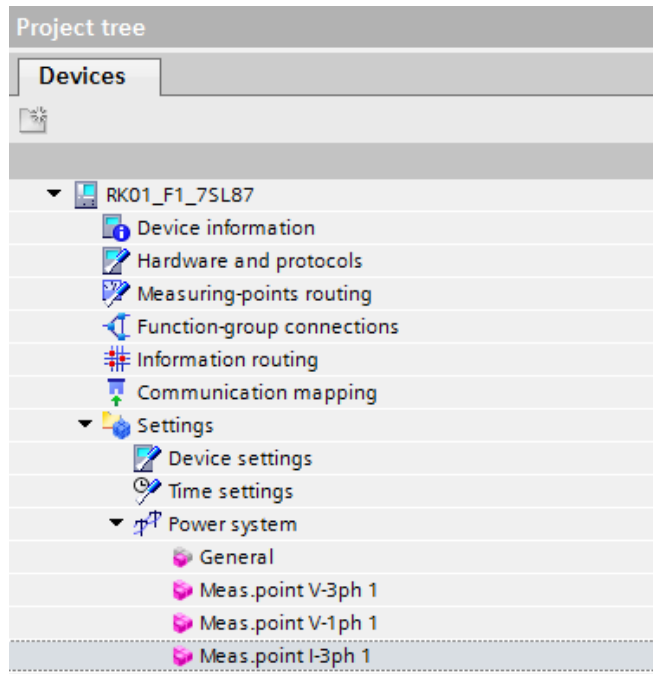 Project tree
Devices
RK01_F1_7SL87
Device information
Hardware and protocols
Measuring-points routing
Function-group connections
Information routing
Communication mapping
Settings
Device settings
Time settings
Power system
General
Meas.point V-3ph 1
Meas.point V-1ph 1
Meas.point I-3ph 1